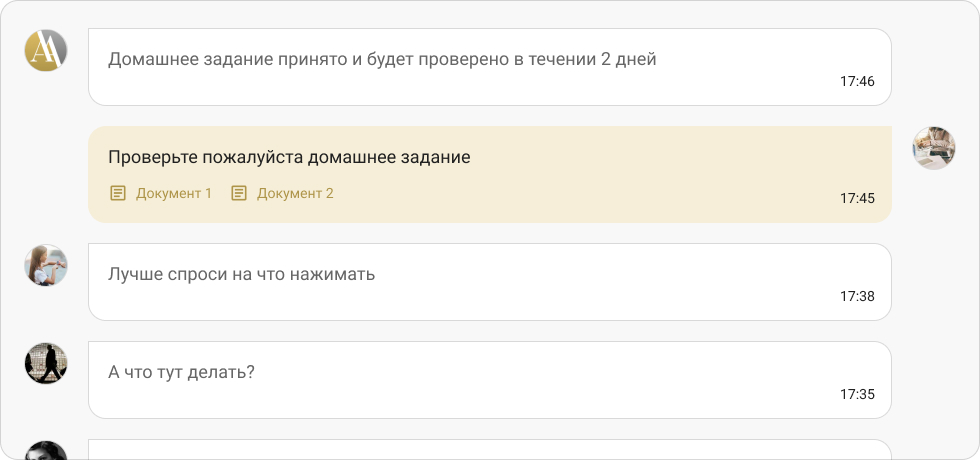 Домашнее задание принято и будет проверено в течении 2 дней
17:46
Проверьте пожалуйста домашнее задание
Документ 1 Документ 2
17:45
Лучше спроси на что нажимать
17:38
А что тут делать?
17:35